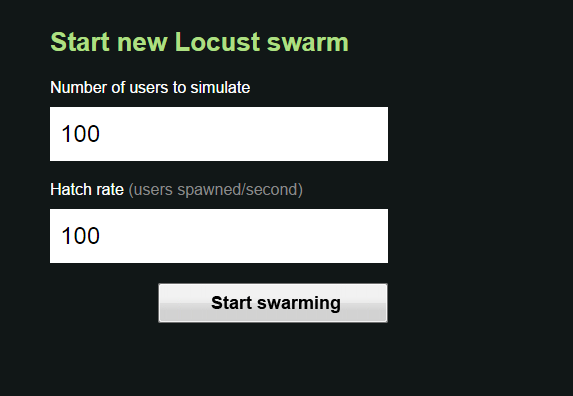 Start new Locust swarm
Number of users to simulate
100
Hatch rate (users spawned/second)
100
Start swarming